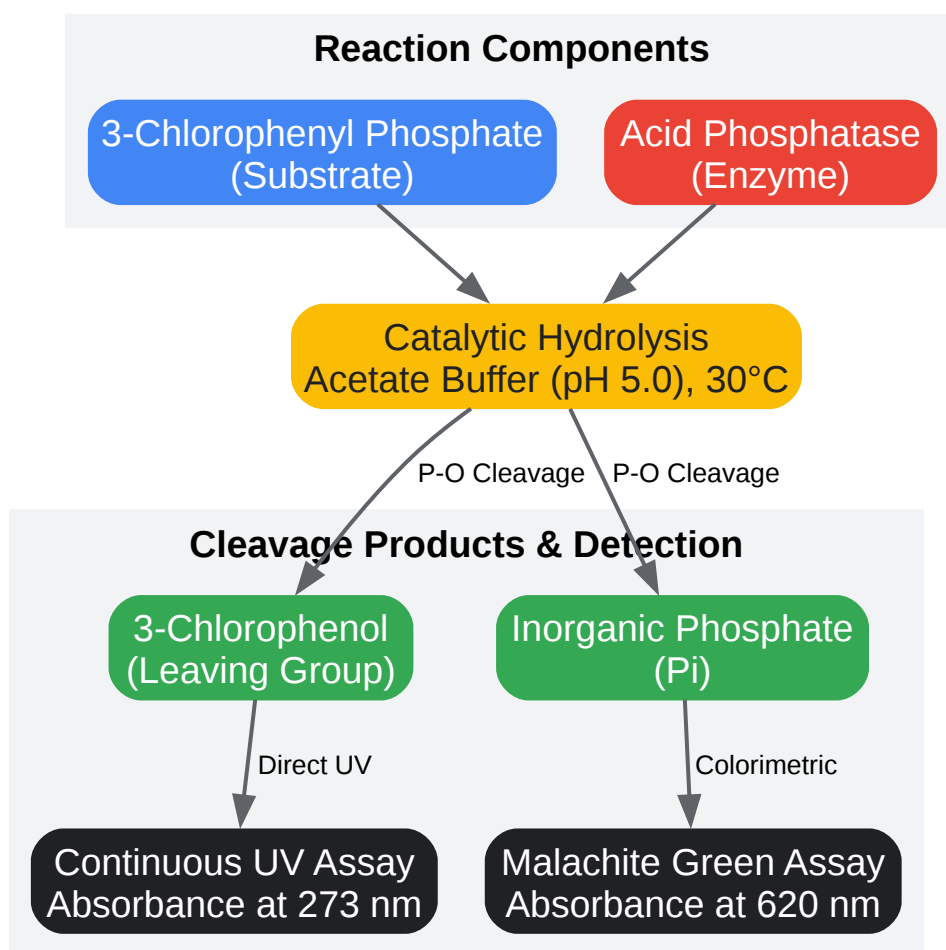 Reaction Components
3-Chlorophenyl Phosphate
(Substrate)
Acid Phosphatase
(Enzyme)
Catalytic Hydrolysis
Acetate Buffer (pH 5.0), 30°C
P-O Cleavage
P-O Cleavage
Cleavage Products & Detection
3-Chlorophenol
(Leaving Group)
Inorganic Phosphate
(Pi)
Direct UV
Colorimetric
Continuous UV Assay
Absorbance at 273 nm
Malachite Green Assay
Absorbance at 620 nm